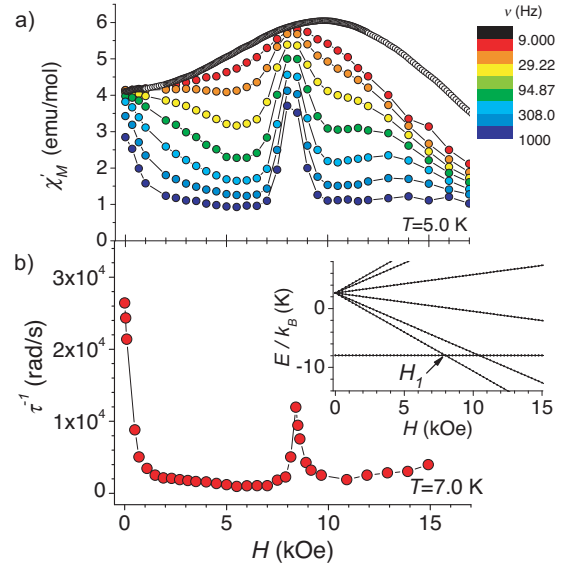 a)
χ'M (emu/mol)
6
5
4
3
2
1
0
T=5.0 K
ν (Hz)
9.000
29.22
94.87
308.0
1000
b)
τ⁻¹ (rad/s)
3x10⁴
2x10⁴
1x10⁴
0
T=7.0 K
0 5 10 15
H (kOe)
E / kB (K)
0
-10
H₁
0 5 10 15
H (kOe)